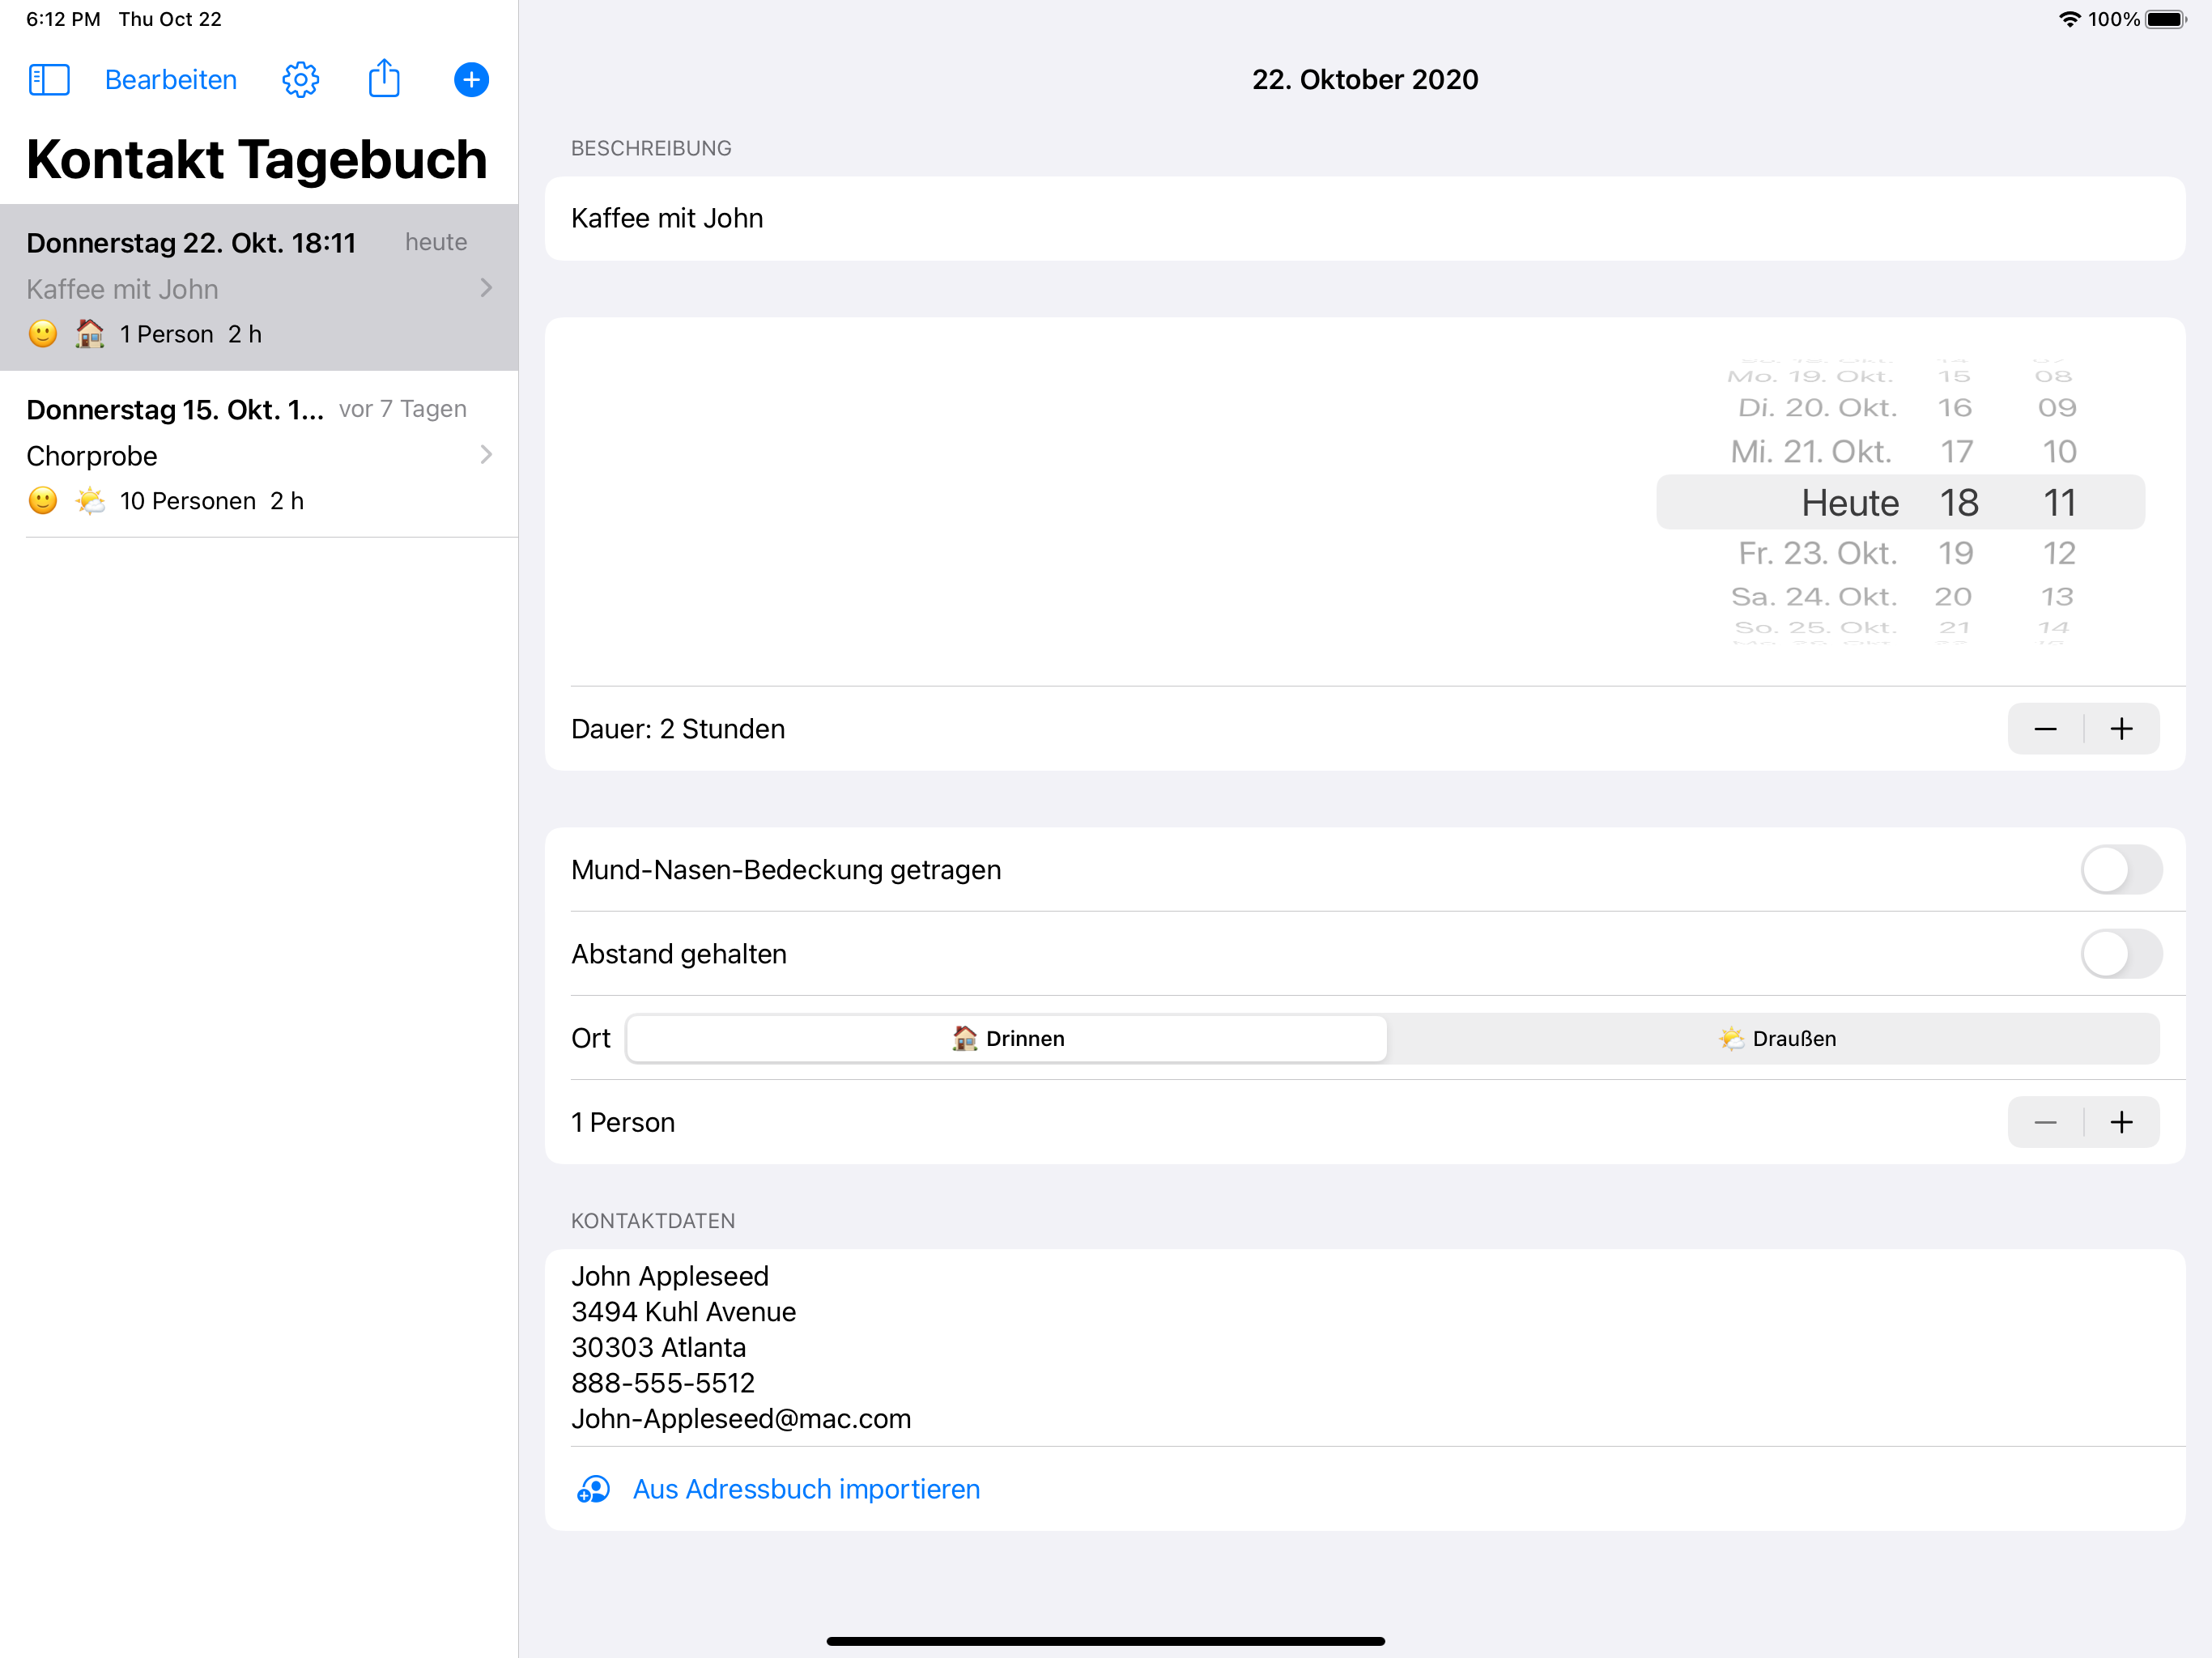 6:12 PM Thu Oct 22
100%
Bearbeiten
Kontakt Tagebuch
Donnerstag 22. Okt. 18:11 heute
Kaffee mit John
1 Person 2 h
Donnerstag 15. Okt. 1... vor 7 Tagen
Chorprobe
10 Personen 2 h
22. Oktober 2020
BESCHREIBUNG
Kaffee mit John
Mo. 19. Okt. 15 08
Di. 20. Okt. 16 09
Mi. 21. Okt. 17 10
Heute 18 11
Fr. 23. Okt. 19 12
Sa. 24. Okt. 20 13
So. 25. Okt. 21 14
Dauer: 2 Stunden
Mund-Nasen-Bedeckung getragen
Abstand gehalten
Ort Drinnen Draußen
1 Person
KONTAKTDATEN
John Appleseed
3494 Kuhl Avenue
30303 Atlanta
888-555-5512
John-Appleseed@mac.com
Aus Adressbuch importieren